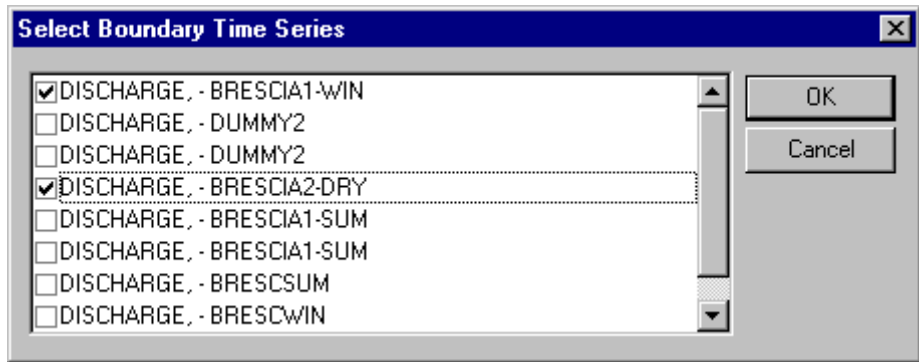 Select Boundary Time Series
DISCHARGE, - BRESCIA1-WIN
DISCHARGE, - DUMMY2
DISCHARGE, - DUMMY2
DISCHARGE, - BRESCIA2-DRY
DISCHARGE, - BRESCIA1-SUM
DISCHARGE, - BRESCIA1-SUM
DISCHARGE, - BRESCSUM
DISCHARGE, - BRESCWIN
OK
Cancel